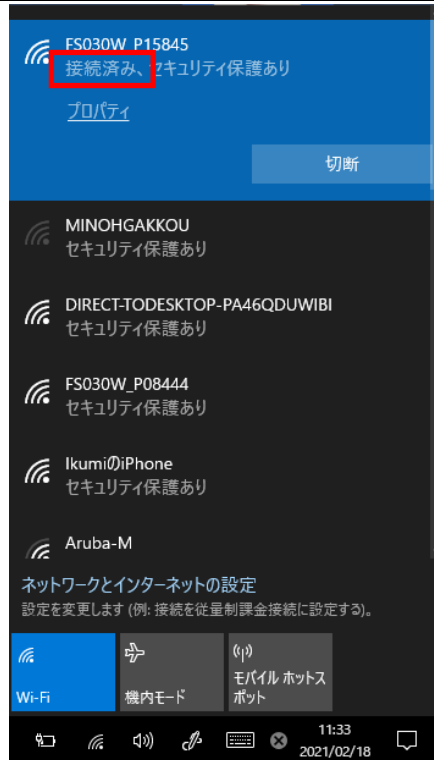 FS030W_P15845
接続済み、セキュリティ保護あり
プロパティ
切断
MINOHGAKKOU
セキュリティ保護あり
DIRECT-TODESKTOP-PA46QDUWIBI
セキュリティ保護あり
FS030W_P08444
セキュリティ保護あり
IkumiのiPhone
セキュリティ保護あり
Aruba-M
ネットワークとインターネットの設定
設定を変更します (例: 接続を従量制課金接続に設定する)。
Wi-Fi
機内モード
モバイル ホットス
ポット
11:33
2021/02/18